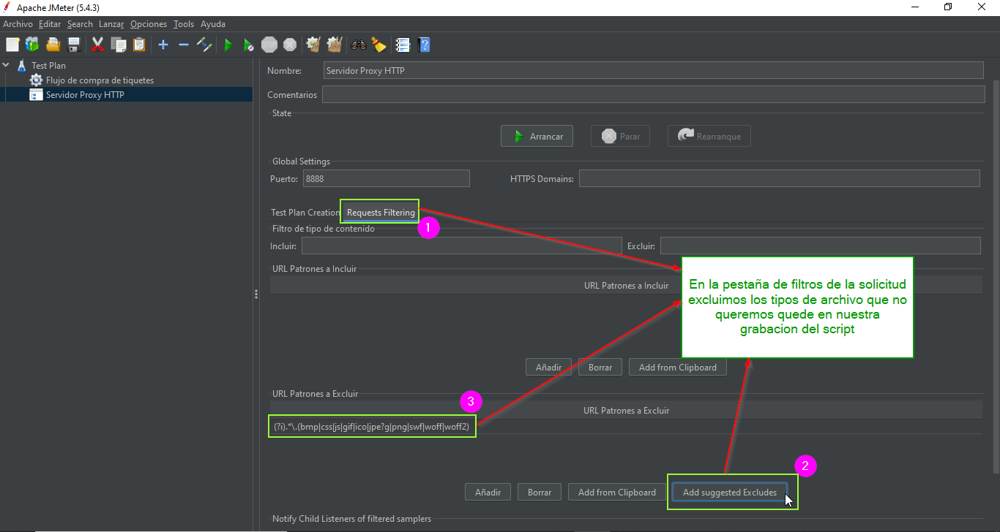 Apache JMeter (5.4.3)
Archivo Editar Search Lanzar Opciones Tools Ayuda
STOP
Test Plan
Flujo de compra de tiquetes
Servidor Proxy HTTP
Nombre: Servidor Proxy HTTP
Comentarios
State
Arrancar Parar Rearranque
Global Settings
Puerto: 8888 HTTPS Domains:
Test Plan Creation Requests Filtering
1
Filtro de tipo de contenido
Incluir: Excluir:
URL Patrones a Incluir
URL Patrones a Incluir
En la pestaña de filtros de la solicitud
excluimos los tipos de archivo que no
queremos quede en nuestra
grabacion del script
Añadir Borrar Add from Clipboard
URL Patrones a Excluir
3
URL Patrones a Excluir
(?i).*\.(bmp|css|js|gif|ico|jpe?g|png|swf|woff|woff2)
2
Añadir Borrar Add from Clipboard Add suggested Excludes
Notify Child Listeners of filtered samplers